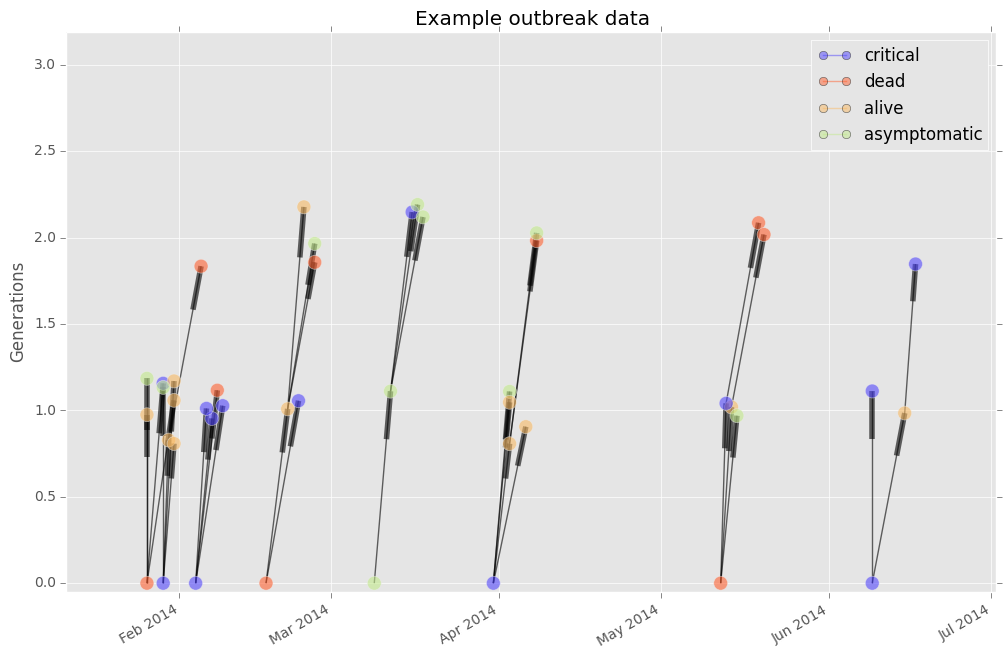 Example outbreak data
critical
dead
alive
asymptomatic
Generations
3.0
2.5
2.0
1.5
1.0
0.5
0.0
Feb 2014
Mar 2014
Apr 2014
May 2014
Jun 2014
Jul 2014